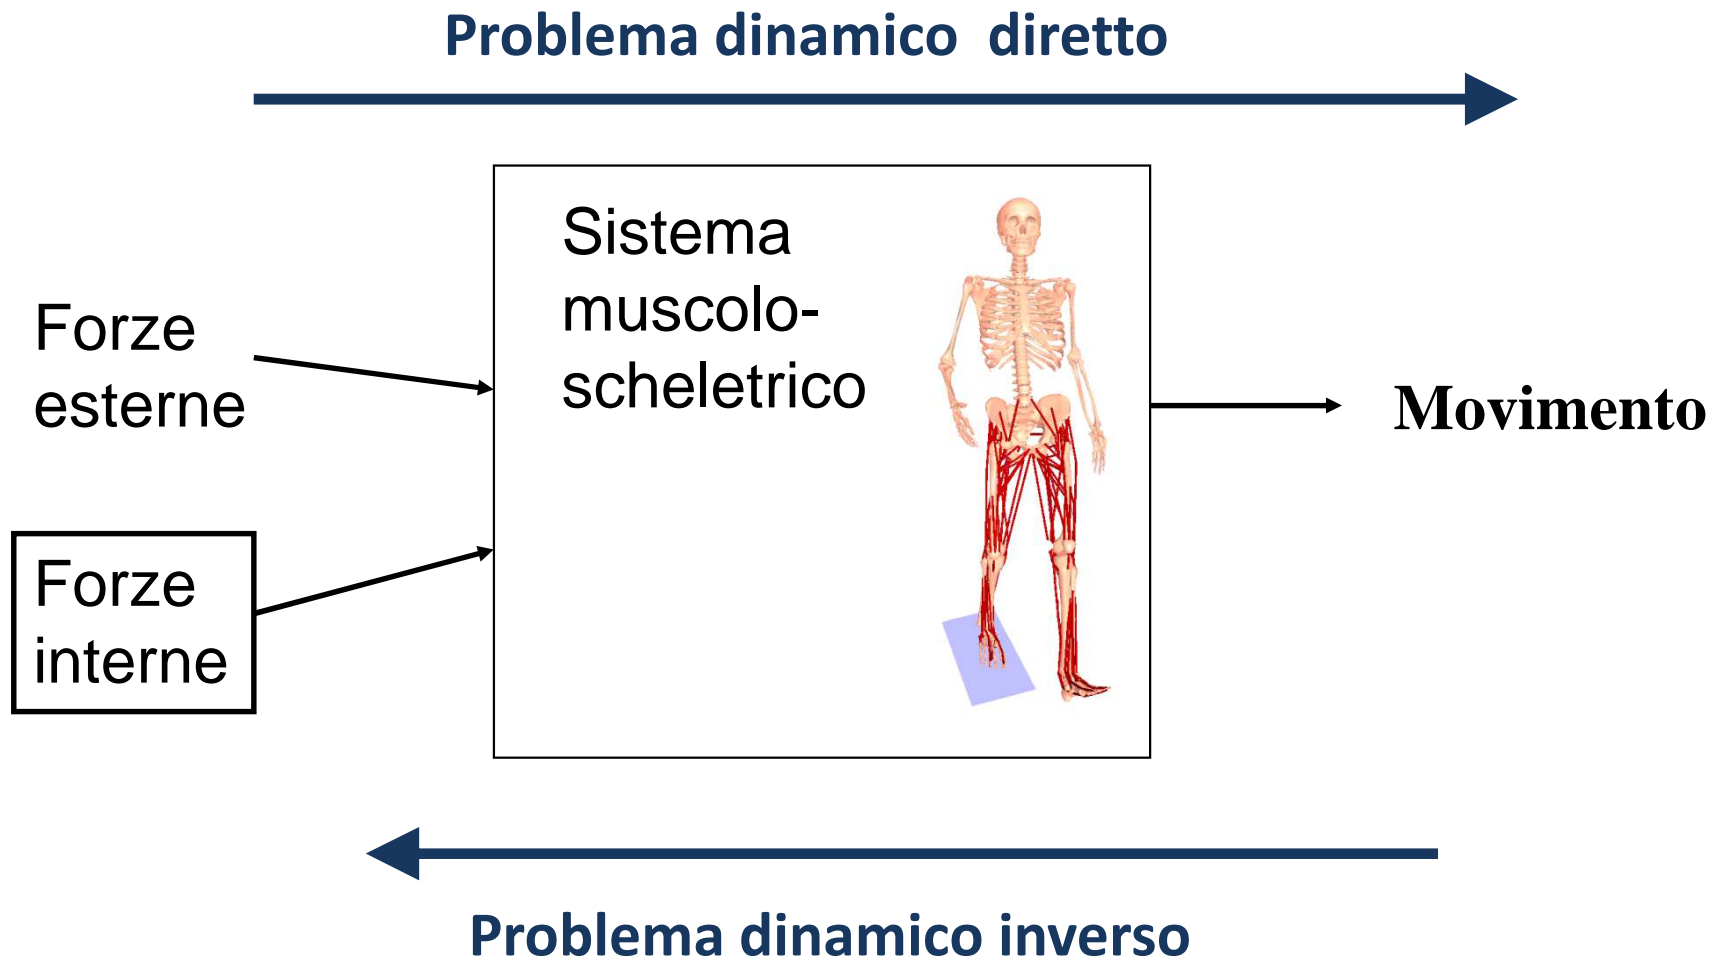 Problema dinamico diretto
Sistema
muscolo-
scheletrico
Forze
esterne
Movimento
Forze
interne
Problema dinamico inverso